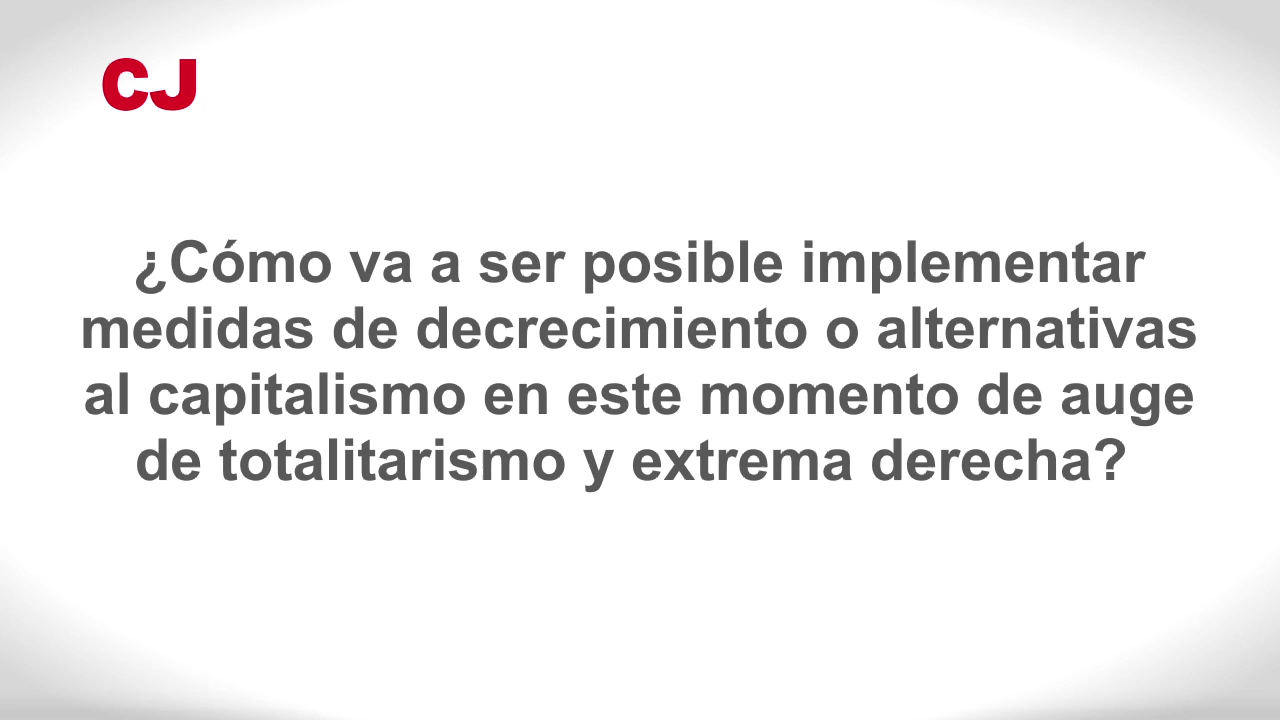 CJ
¿Cómo va a ser posible implementar
medidas de decrecimiento o alternativas
al capitalismo en este momento de auge
de totalitarismo y extrema derecha?